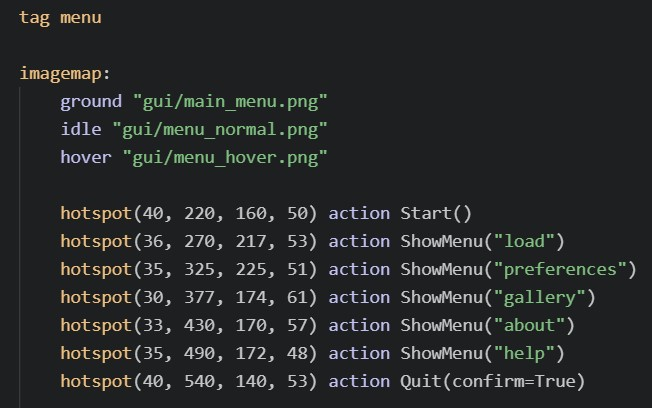 tag menu
imagemap:
ground "gui/main_menu.png"
idle "gui/menu_normal.png"
hover "gui/menu_hover.png"
hotspot(40, 220, 160, 50) action Start()
hotspot(36, 270, 217, 53) action ShowMenu("load")
hotspot(35, 325, 225, 51) action ShowMenu("preferences")
hotspot(30, 377, 174, 61) action ShowMenu("gallery")
hotspot(33, 430, 170, 57) action ShowMenu("about")
hotspot(35, 490, 172, 48) action ShowMenu("help")
hotspot(40, 540, 140, 53) action Quit(confirm=True)